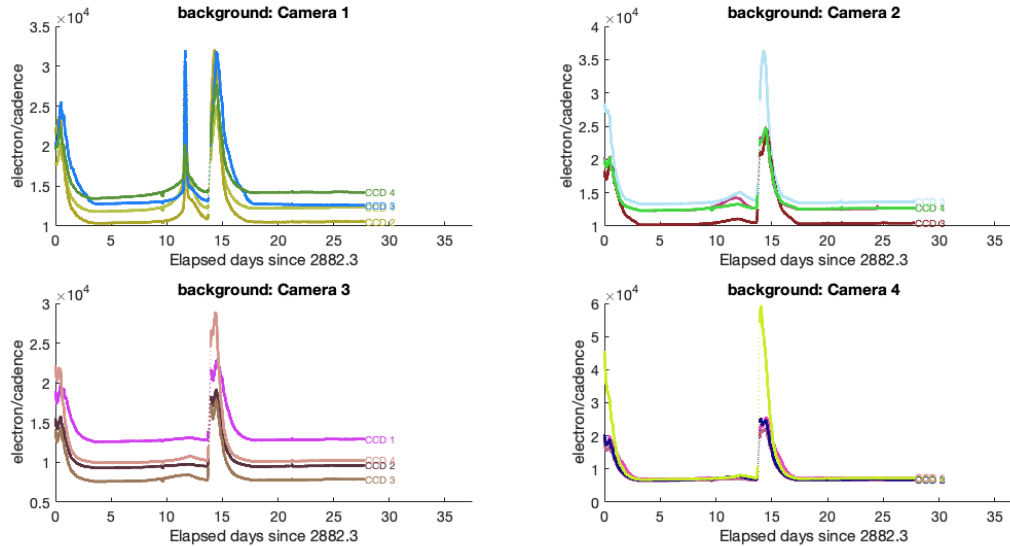 background: Camera 1
×10⁴
3.5
3
2.5
2
1.5
1
electron/cadence
CCD 4
CCD 3
CCD 2
0 5 10 15 20 25 30 35
Elapsed days since 2882.3
background: Camera 2
×10⁴
4
3.5
3
2.5
2
1.5
1
electron/cadence
CCD 4
CCD 3
0 5 10 15 20 25 30 35
Elapsed days since 2882.3
background: Camera 3
×10⁴
3
2.5
2
1.5
1
0.5
electron/cadence
CCD 1
CCD 4
CCD 2
CCD 3
0 5 10 15 20 25 30 35
Elapsed days since 2882.3
background: Camera 4
×10⁴
6
5
4
3
2
1
0
electron/cadence
0 5 10 15 20 25 30 35
Elapsed days since 2882.3